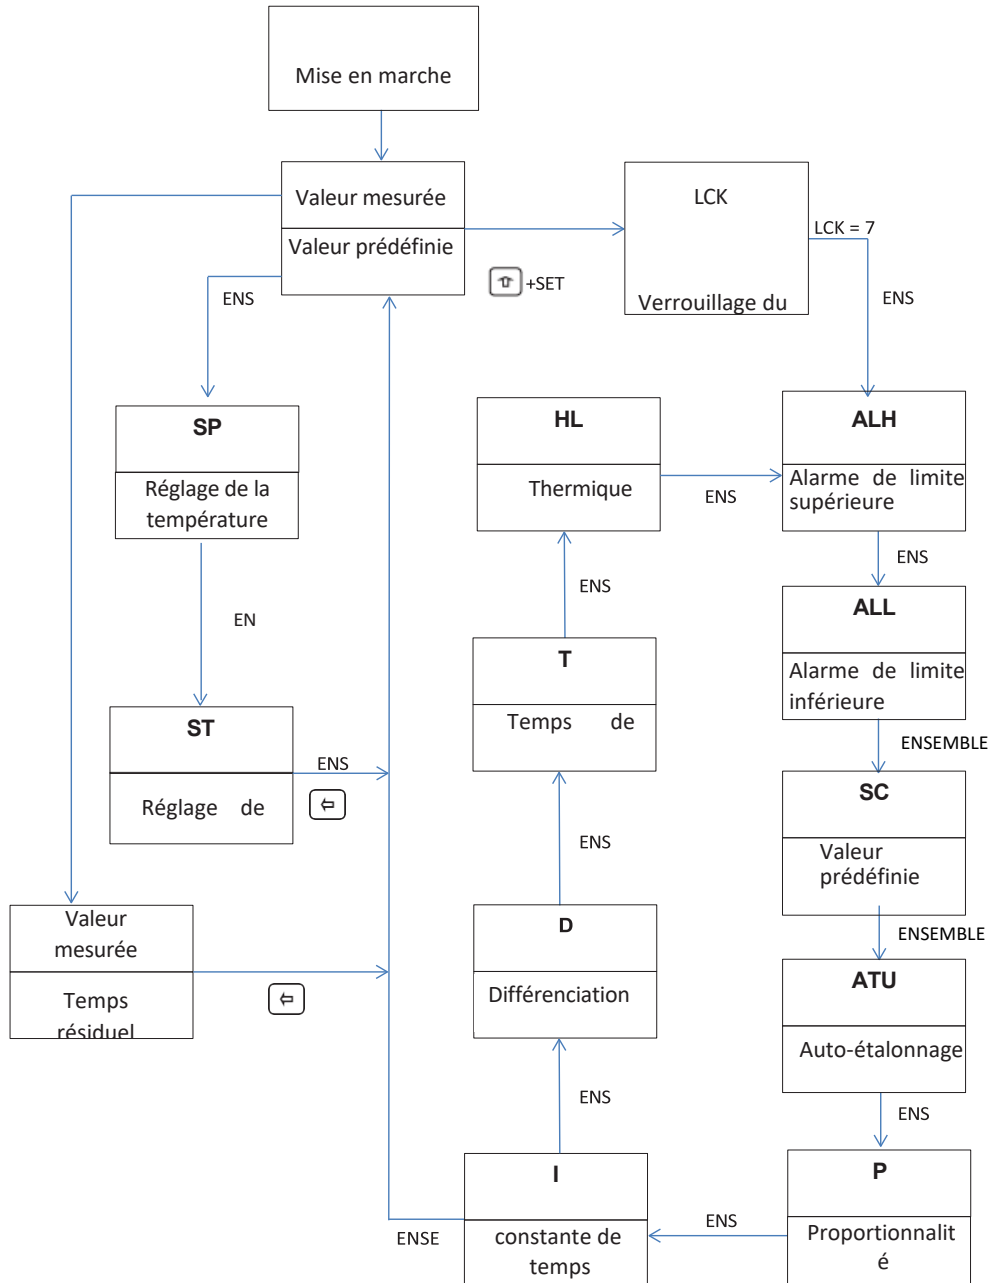 Mise en marche
Valeur mesurée
Valeur prédéfinie
LCK
Verrouillage du
LCK = 7
+SET
ENS
ENS
SP
Réglage de la
température
HL
Thermique
ENS
ALH
Alarme de limite
supérieure
ENS
ENS
EN
ALL
Alarme de limite
inférieure
T
Temps de
ST
Réglage de
ENS
ENSEMBLE
SC
Valeur
prédéfinie
ENS
ENSEMBLE
Valeur
mesurée
Temps
résiduel
D
Différenciation
ATU
Auto-étalonnage
ENS
ENS
I
constante de
temps
ENSE
ENS
P
Proportionnalit
é